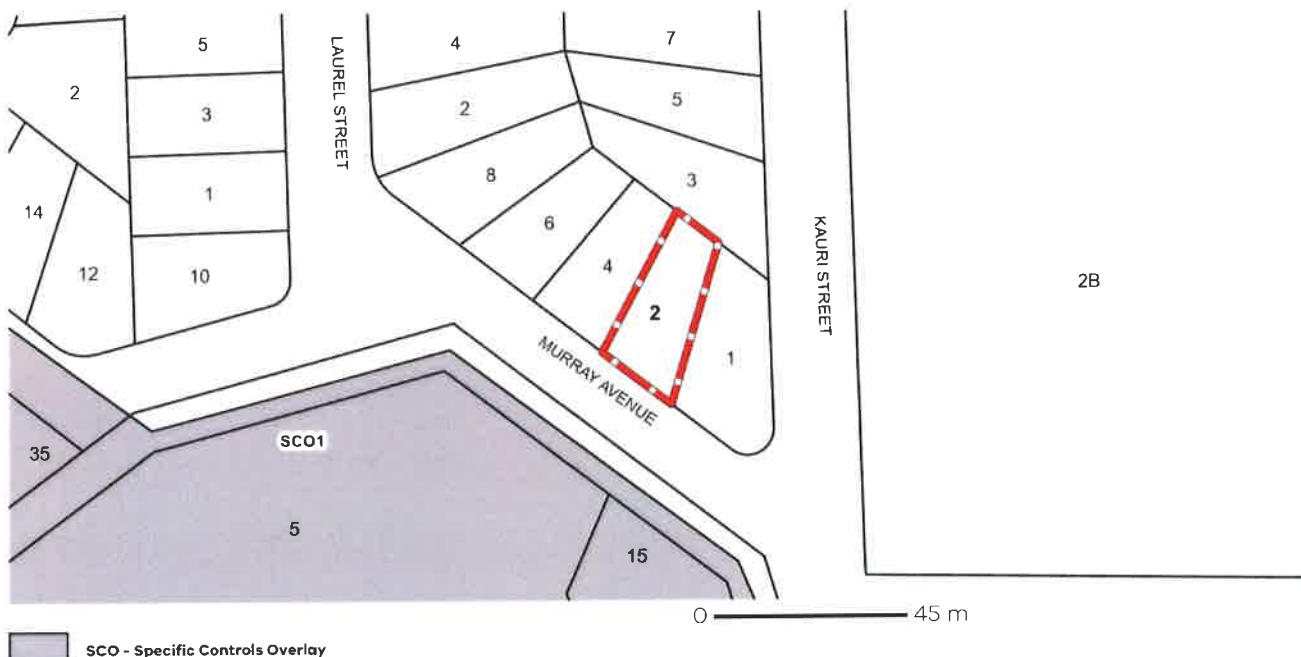 5
4
7
2
3
LAUREL STREET
2
5
1
8
3
14
6
12
10
4
2
1
KAURI STREET
2B
MURRAY AVENUE
SCO1
35
5
15
0 45 m
SCO - Specific Controls Overlay